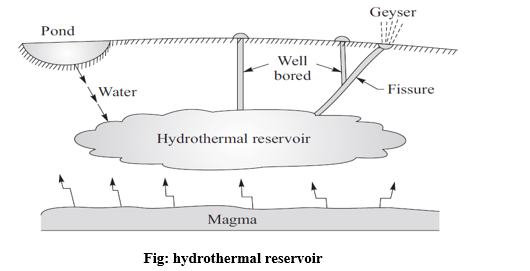 Geyser
Pond
Well
bored
Water
Fissure
Hydrothermal reservoir
Magma
Fig: hydrothermal reservoir